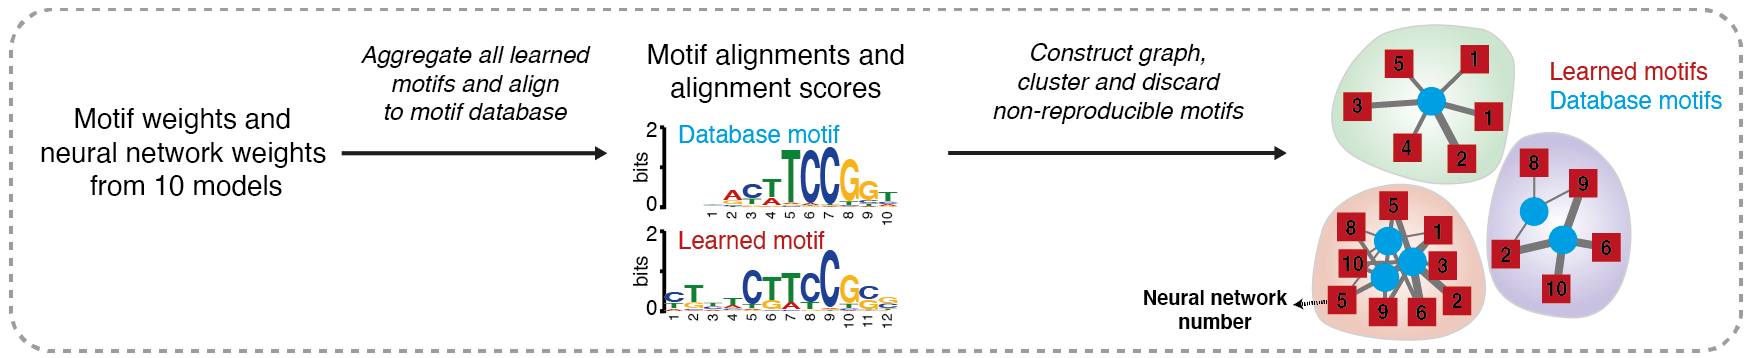 Motif weights and
neural network weights
from 10 models
Aggregate all learned
motifs and align
to motif database
Motif alignments and
alignment scores
2
bits
0
Database motif
ACTTTCCGGT
1 2 3 4 5 6 7 8 9 10
2
bits
0
Learned motif
CTTTCTTCCGCG
1 2 3 4 5 6 7 8 9 10 11 12
Construct graph,
cluster and discard
non-reproducible motifs
5 1
3 1
4 2
8 9
2 6
10
5
8 1
10 3
5 2
9 6
Learned motifs
Database motifs
Neural network
number